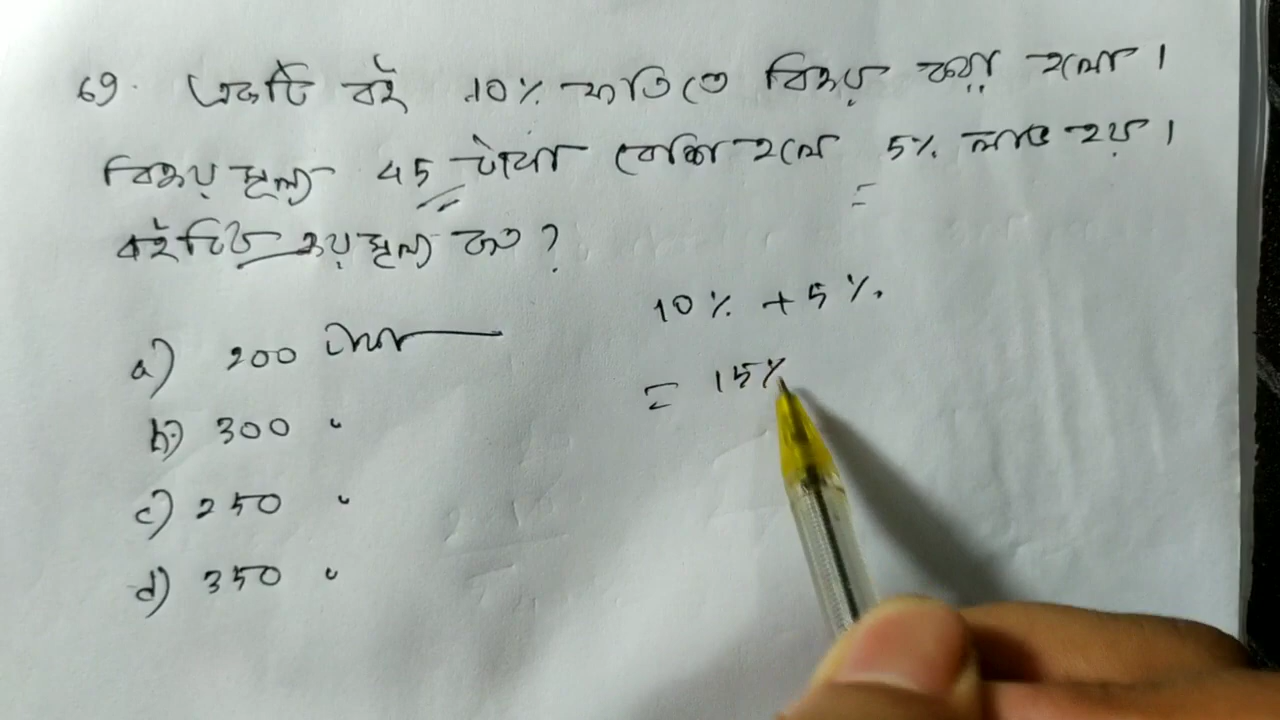 69. একটি বই 10% ক্ষতিতে বিক্রয় করা হলো।
বিক্রয় মূল্য 45 টাকা বেশি হলে 5% লাভ হয়।
বইটির ক্রয় মূল্য কত?
a) 200 টাকা
b) 300 "
c) 250 "
d) 350 "
10% + 5%.
= 15%